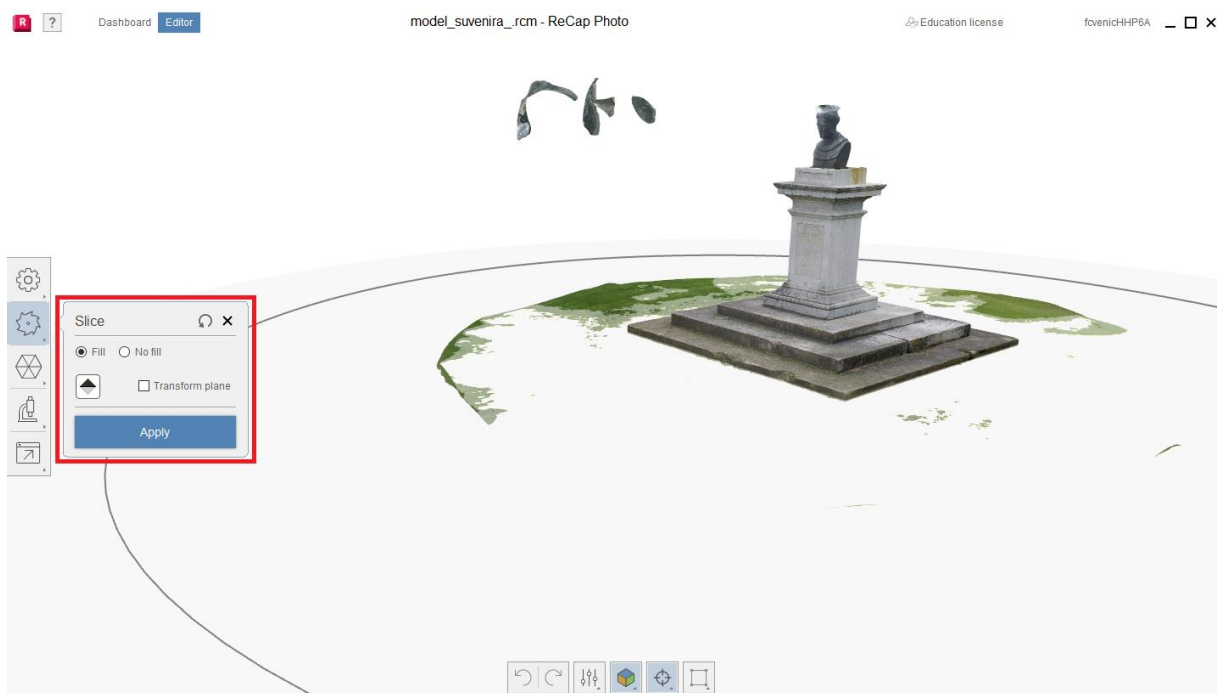 R ? Dashboard Editor model_suvenira_.rcm - ReCap Photo Education license fcvenicHHP6A
Slice
Fill No fill
Transform plane
Apply